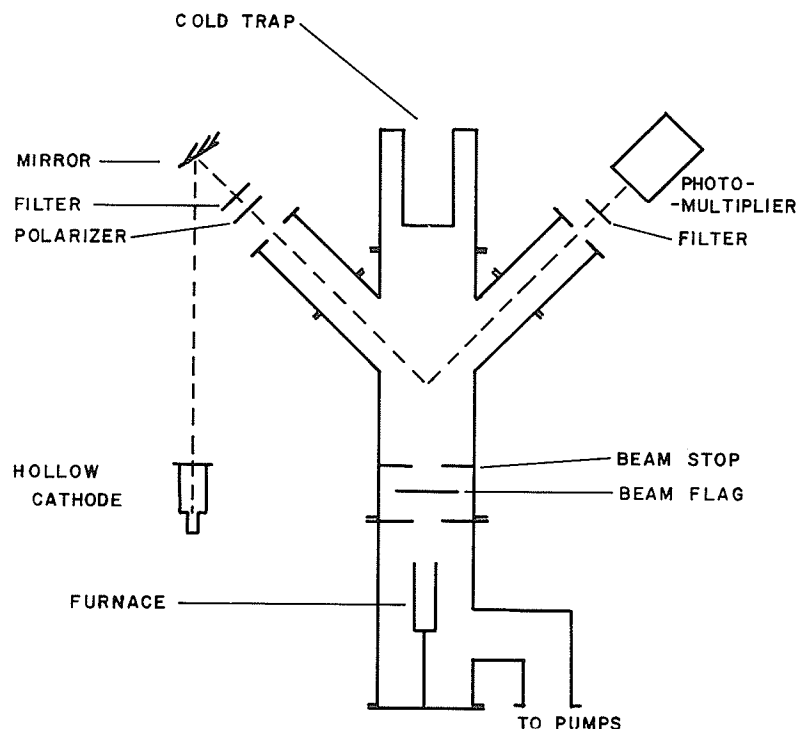 COLD TRAP
MIRROR
FILTER
POLARIZER
PHOTO-
-MULTIPLIER
FILTER
HOLLOW
CATHODE
BEAM STOP
BEAM FLAG
FURNACE
TO PUMPS